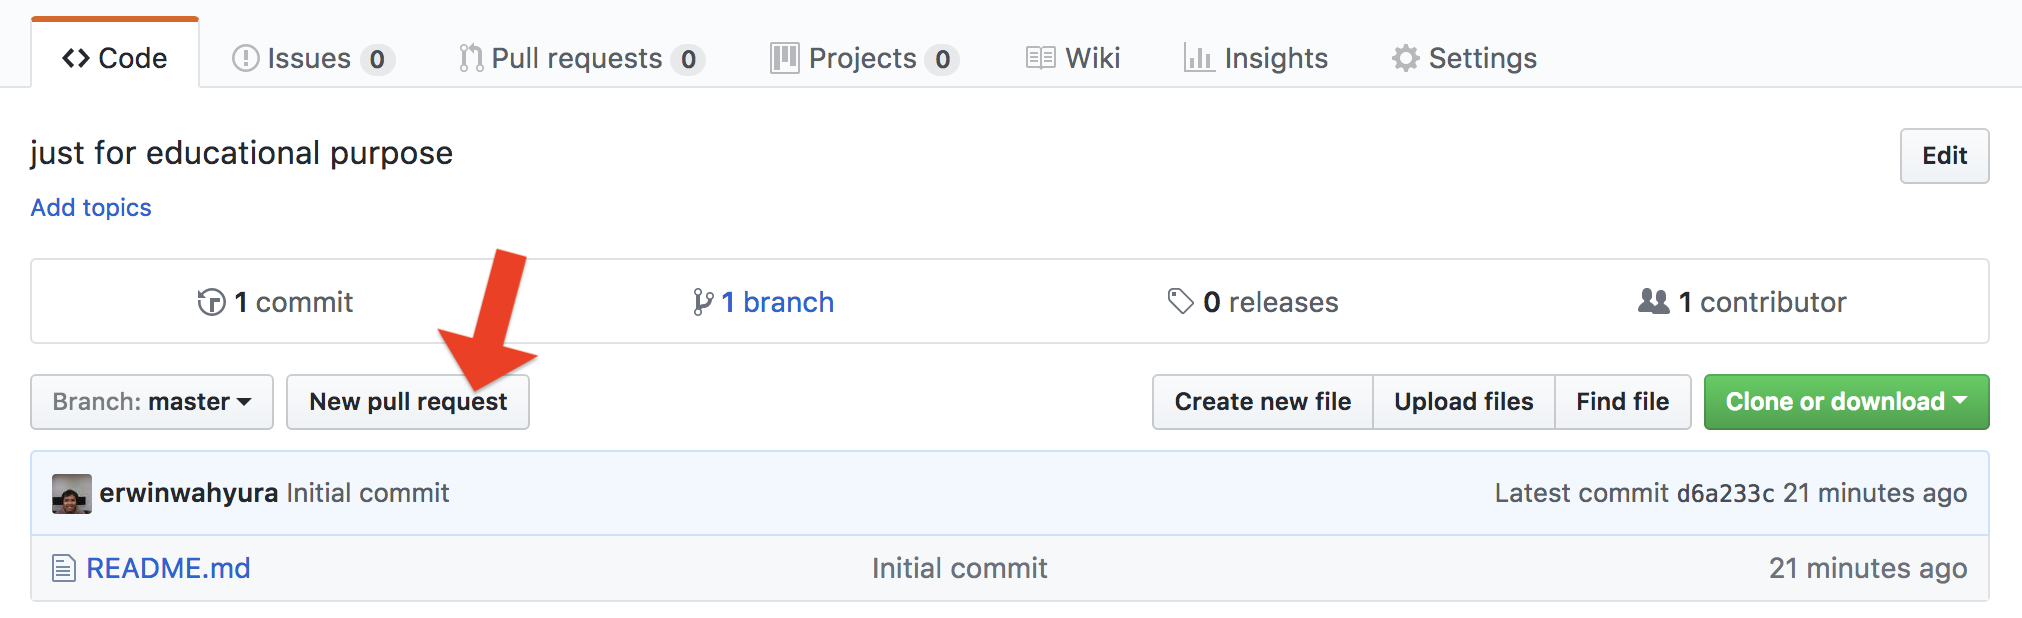 Code Issues 0 Pull requests 0 Projects 0 Wiki Insights Settings
just for educational purpose Edit
Add topics
1 commit 1 branch 0 releases 1 contributor
Branch: master New pull request Create new file Upload files Find file Clone or download
erwinwahyura Initial commit Latest commit d6a233c 21 minutes ago
README.md Initial commit 21 minutes ago